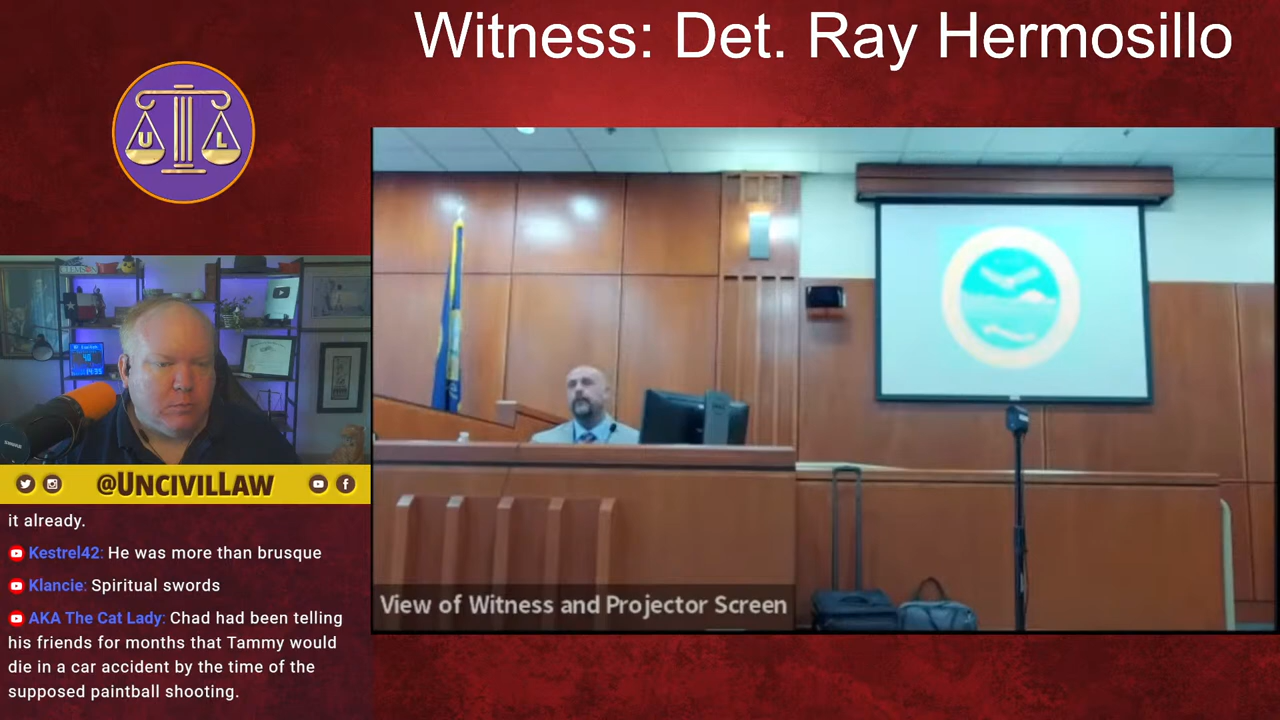 Witness: Det. Ray Hermosillo
U L
@UNCIVILLAW
it already.
Kestrel42: He was more than brusque
Klancie: Spiritual swords
AKA The Cat Lady: Chad had been telling
his friends for months that Tammy would
die in a car accident by the time of the
supposed paintball shooting.
View of Witness and Projector Screen